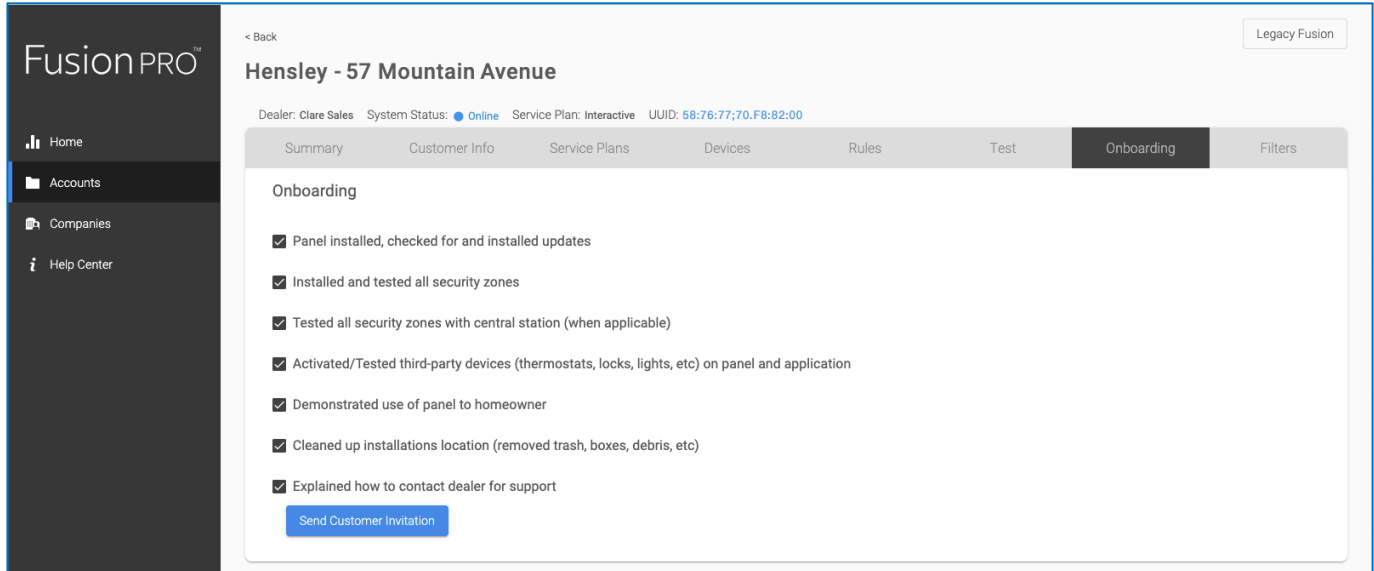 FusionPRO™
Home
Accounts
Companies
Help Center
< Back
Legacy Fusion
Hensley - 57 Mountain Avenue
Dealer: Clare Sales System Status: Online Service Plan: Interactive UUID: 58:76:77;70.F8:82:00
Summary Customer Info Service Plans Devices Rules Test Onboarding Filters
Onboarding
Panel installed, checked for and installed updates
Installed and tested all security zones
Tested all security zones with central station (when applicable)
Activated/Tested third-party devices (thermostats, locks, lights, etc) on panel and application
Demonstrated use of panel to homeowner
Cleaned up installations location (removed trash, boxes, debris, etc)
Explained how to contact dealer for support
Send Customer Invitation